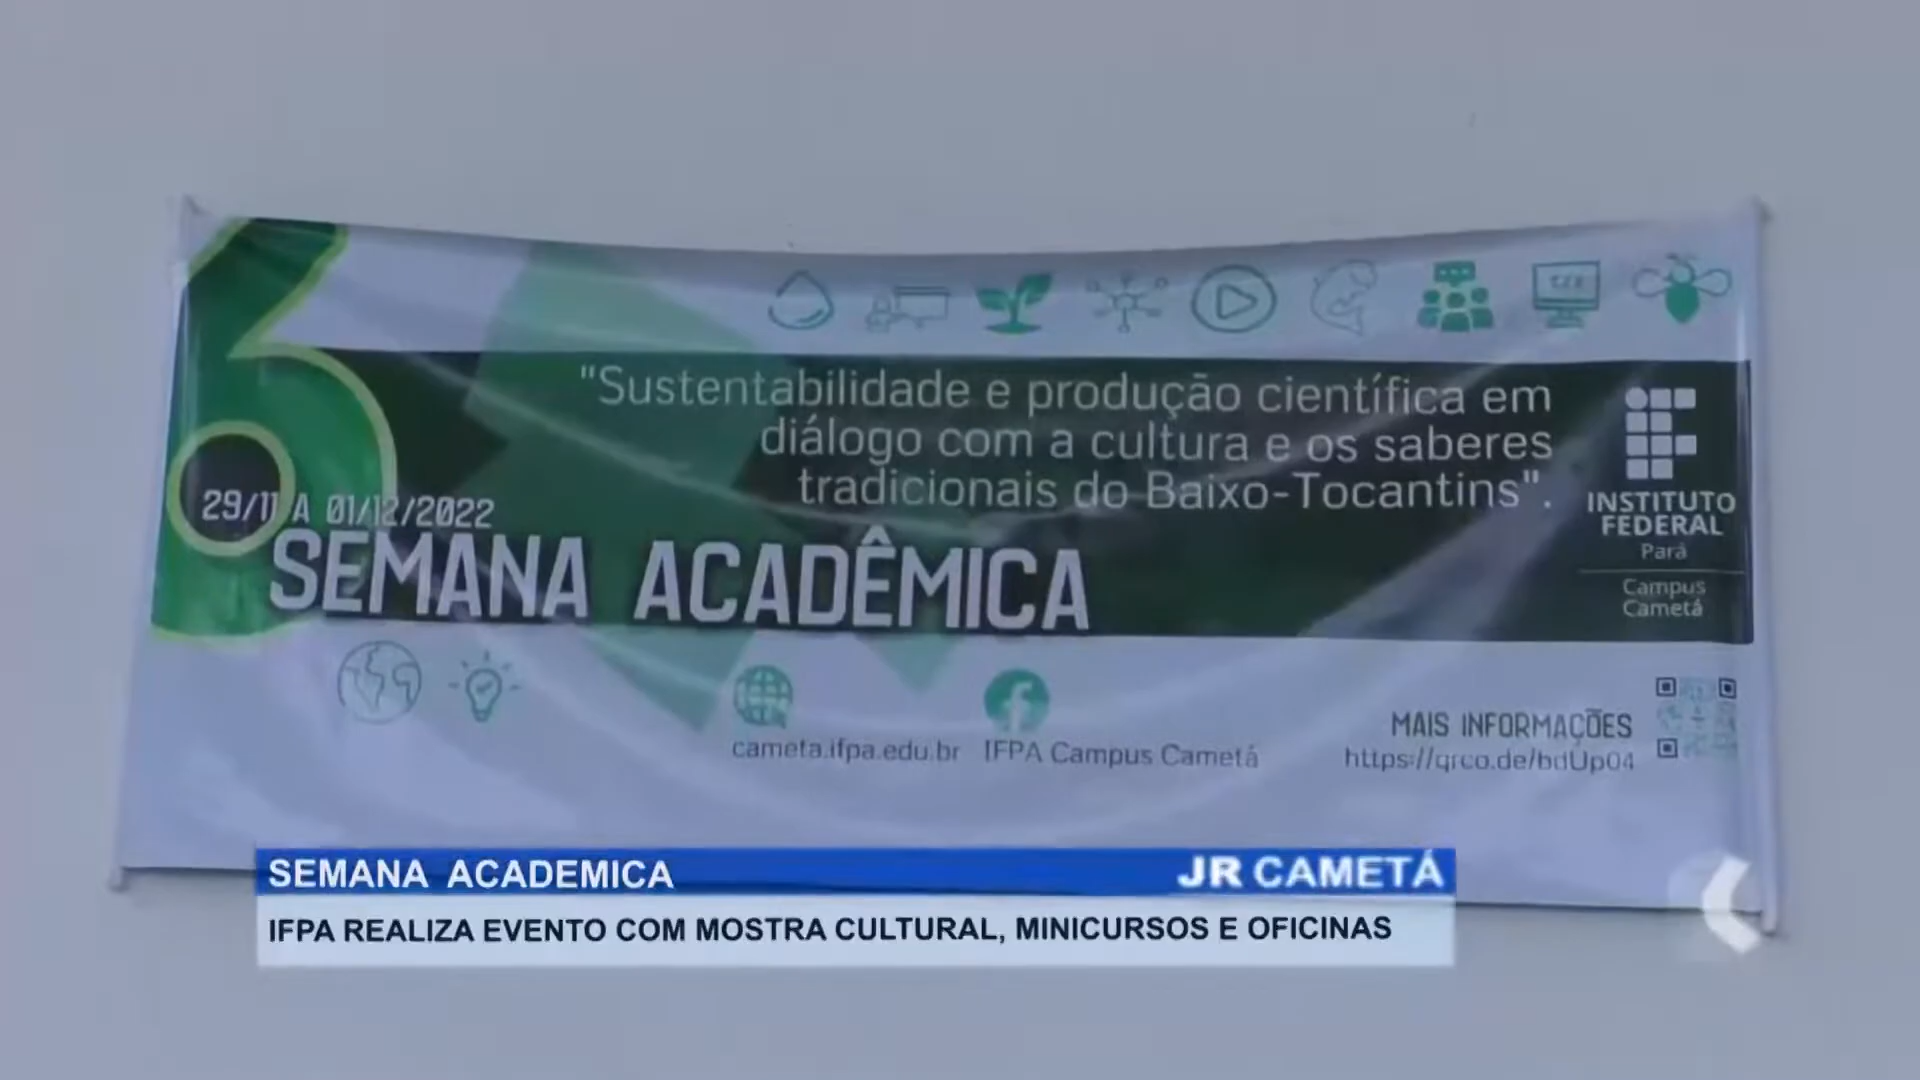 6
"Sustentabilidade e produção científica em
diálogo com a cultura e os saberes
tradicionais do Baixo-Tocantins".
29/11 A 01/12/2022
SEMANA ACADÊMICA
INSTITUTO
FEDERAL
Pará
Campus
Cametá
cameta.ifpa.edu.br
IFPA Campus Cametá
MAIS INFORMAÇÕES
https://qrco.de/bdUp04
SEMANA ACADEMICA
JR CAMETÁ
IFPA REALIZA EVENTO COM MOSTRA CULTURAL, MINICURSOS E OFICINAS